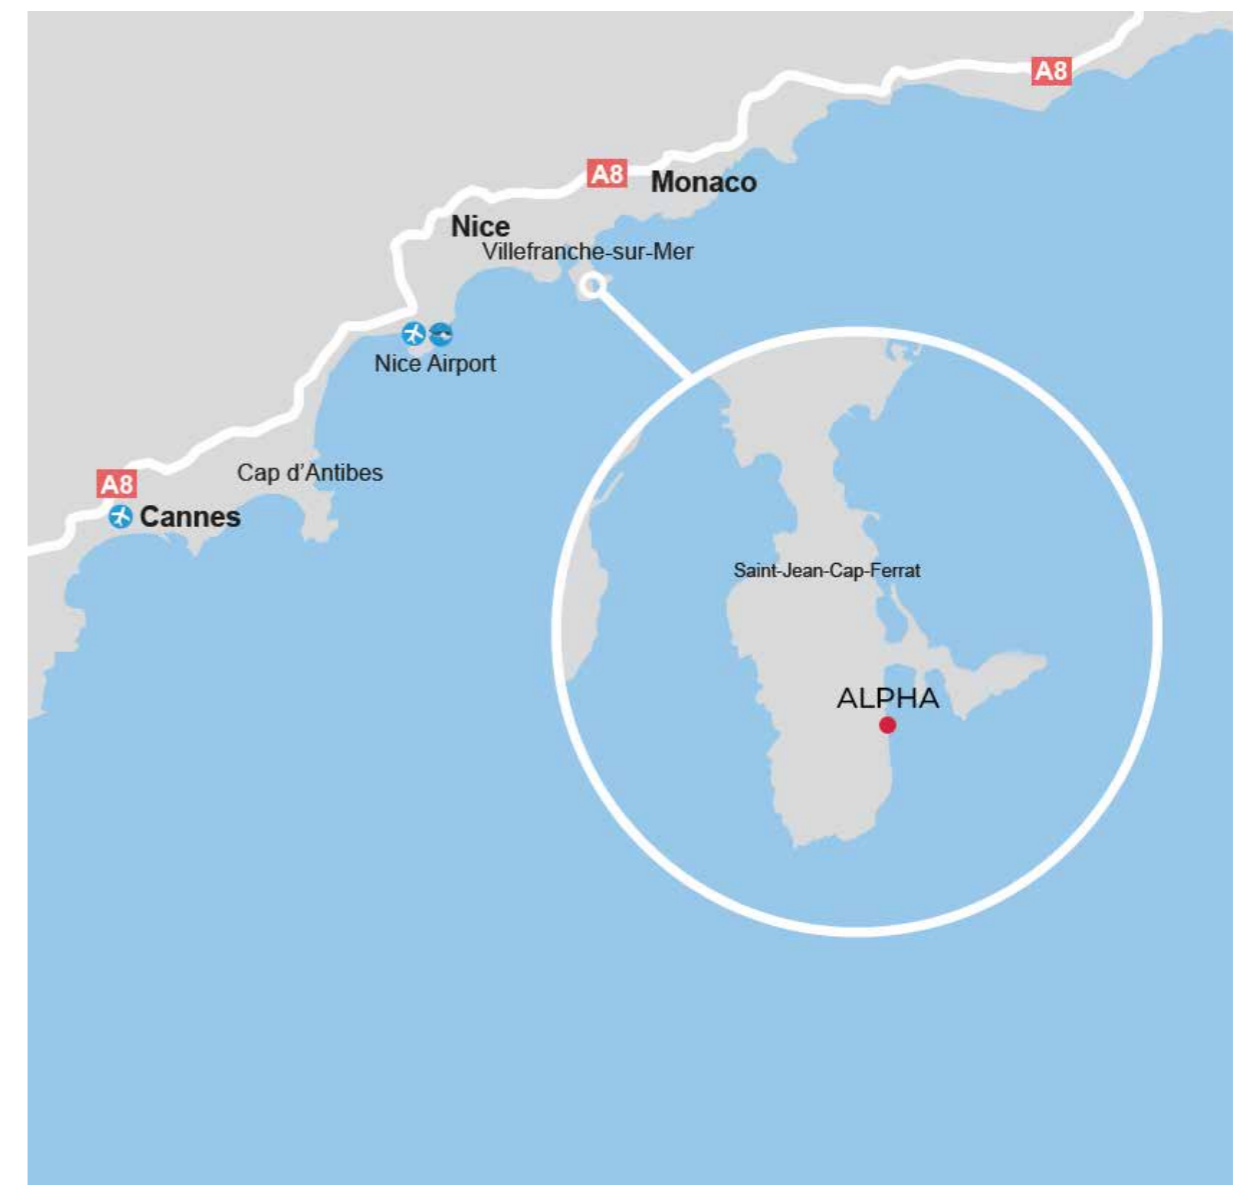 A8
A8
Monaco
Nice
Villefranche-sur-Mer
Nice Airport
Cap d’Antibes
A8
Cannes
Saint-Jean-Cap-Ferrat
ALPHA